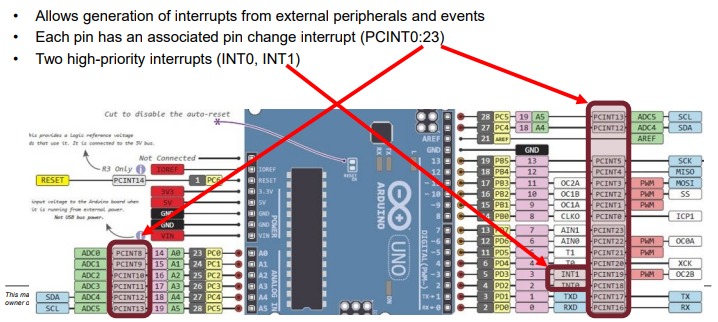 • Allows generation of interrupts from external peripherals and events
• Each pin has an associated pin change interrupt (PCINT0:23)
• Two high-priority interrupts (INT0, INT1)
Cut to disable the auto-reset
his provides a logic reference voltage
ds that use it. It is connected to the 5V bus.
R3 Only
Not Connected
IOREF
RESET PCINT14 1 PC6
3V3
5V
GND
GND
VIN
input voltage to the Arduino board when
it is running from external power.
Not USB bus power.
ADC0 PCINT8 14 A0 23 PC0
ADC1 PCINT9 15 A1 24 PC1
ADC2 PCINT10 16 A2 25 PC2
ADC3 PCINT11 17 A3 26 PC3
SDA ADC4 PCINT12 18 A4 27 PC4
SCL ADC5 PCINT13 19 A5 28 PC5
This ma
owner c
IOREF
RESET
3.3V
5V
GND
GND
VIN
A0
A1
A2
A3
A4
A5
POWER
ANALOG IN
RESET EN
ARDUINO
UNO
DIGITAL (PWM~)
ON
AREF
GND
13
12
~11
~10
~9
8
7
~6
~5
4
~3
2
TX→1
RX←0
28 PC5 19 A5 PCINT13 ADC5 SCL
27 PC4 18 A4 PCINT12 ADC4 SDA
21 AREF AREF
GND
19 PB5 13 PCINT5 SCK
18 PB4 12 PCINT4 MISO
17 PB3 11 OC2A PCINT3 PWM MOSI
16 PB2 10 OC1B PCINT2 PWM SS
15 PB1 9 OC1A PCINT1 PWM
14 PB0 8 CLKO PCINT0 ICP1
13 PD7 7 AIN1 PCINT23
12 PD6 6 AIN0 PCINT22 PWM OC0A
11 PD5 5 T1 PCINT21 PWM OC0B
6 PD4 4 T0 PCINT20 XCK
5 PD3 3 INT1 PCINT19 PWM OC2B
4 PD2 2 INT0 PCINT18
3 PD1 1 TXD PCINT17 TX
2 PD0 0 RXD PCINT16 RX